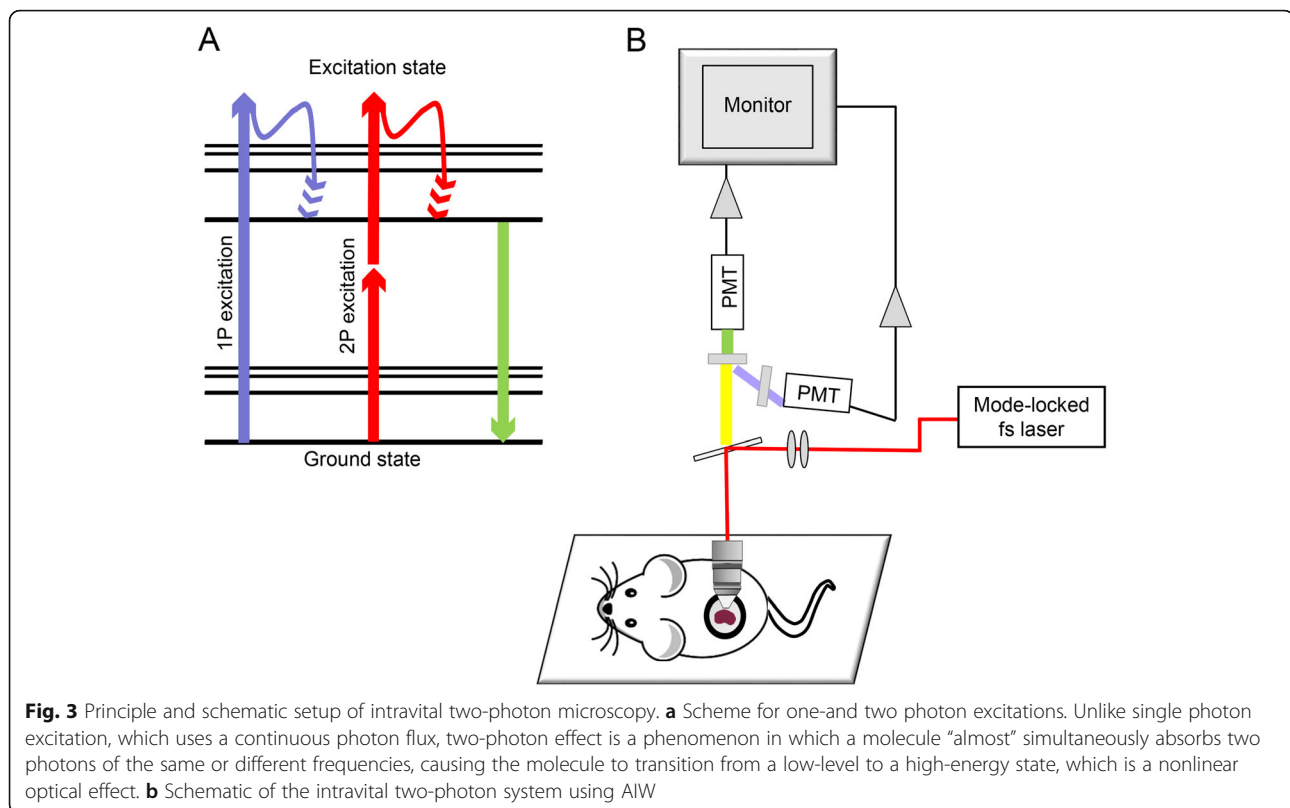 A
Excitation state
1P excitation
2P excitation
Ground state
B
Monitor
PMT
PMT
Mode-locked
fs laser
Fig. 3 Principle and schematic setup of intravital two-photon microscopy. a Scheme for one-and two photon excitations. Unlike single photon
excitation, which uses a continuous photon flux, two-photon effect is a phenomenon in which a molecule “almost” simultaneously absorbs two
photons of the same or different frequencies, causing the molecule to transition from a low-level to a high-energy state, which is a nonlinear
optical effect. b Schematic of the intravital two-photon system using AIW